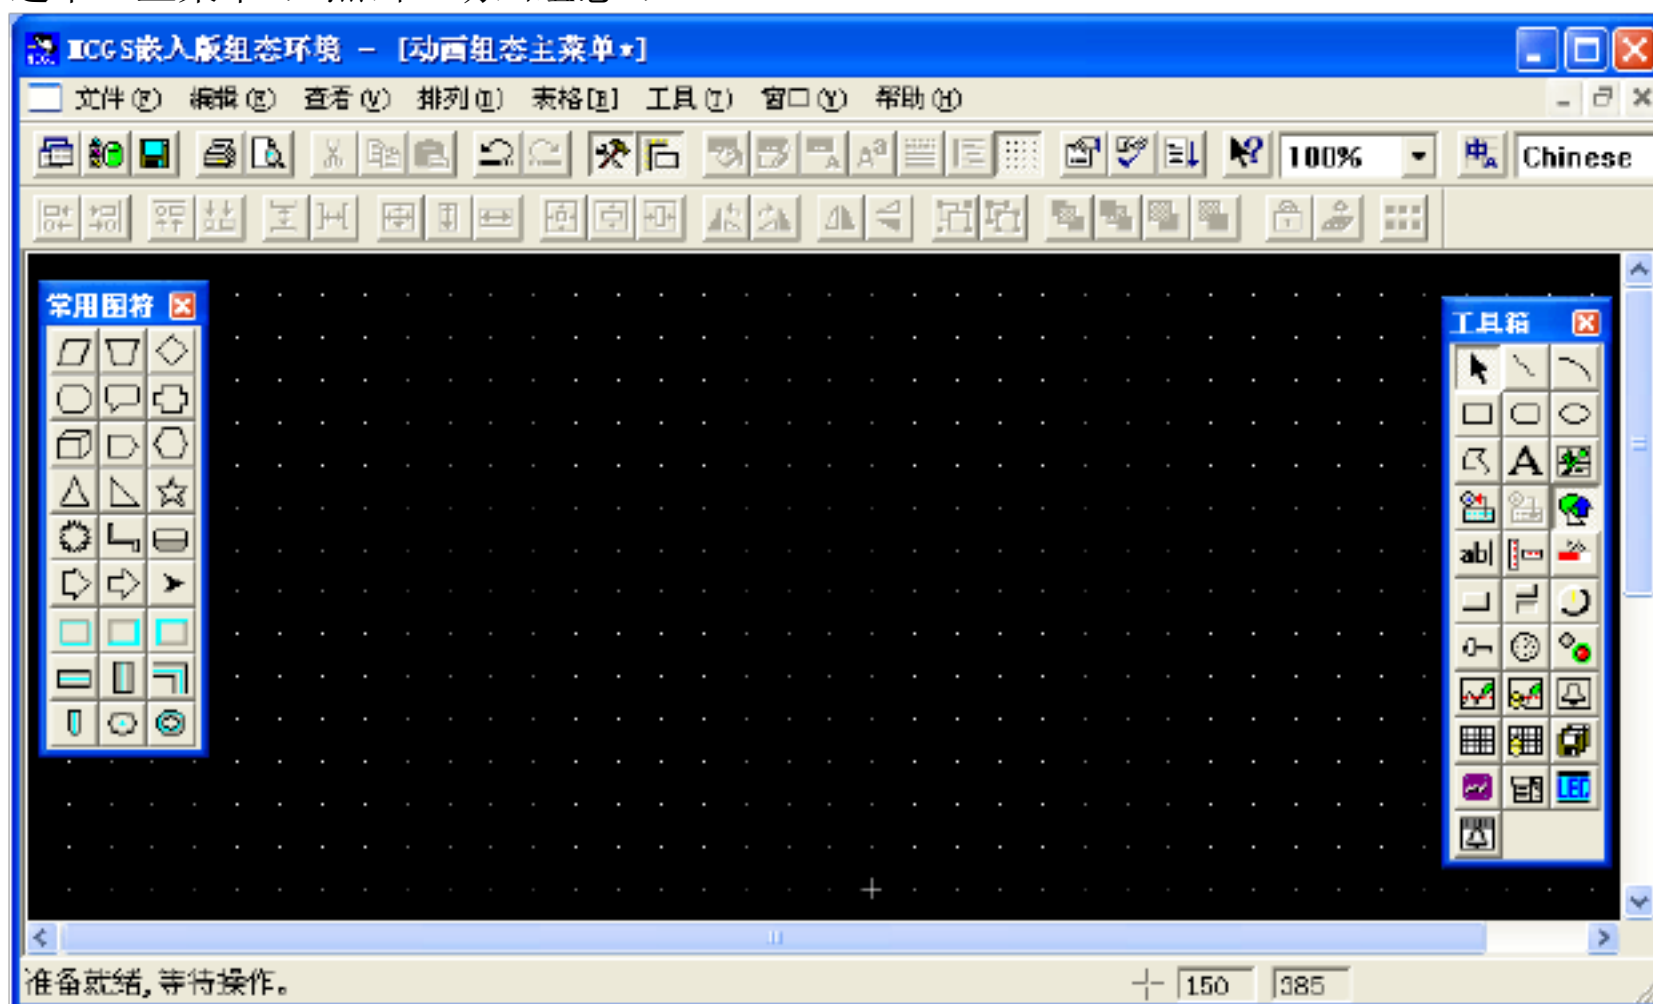 MCGS嵌入版组态环境 - [动画组态主菜单*]
文件(F) 编辑(E) 查看(V) 排列(D) 表格[B] 工具(T) 窗口(Y) 帮助(H)
100% Chinese
常用图符
工具箱
准备就绪,等待操作。 150 385